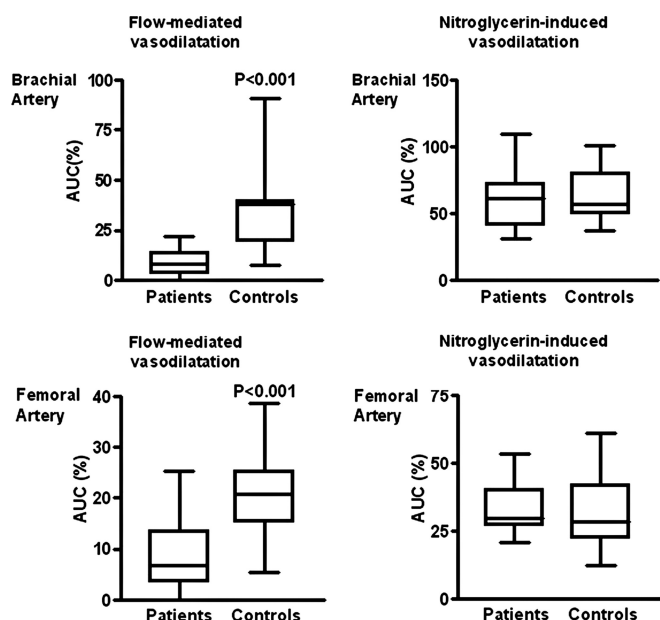 Flow-mediated
vasodilatation
Brachial
Artery
P<0.001
AUC(%)
100
75
50
25
0
Patients Controls
Nitroglycerin-induced
vasodilatation
Brachial
Artery
AUC (%)
150
100
50
0
Patients Controls
Flow-mediated
vasodilatation
Femoral
Artery
P<0.001
AUC (%)
40
30
20
10
0
Patients Controls
Nitroglycerin-induced
vasodilatation
Femoral
Artery
AUC (%)
75
50
25
0
Patients Controls